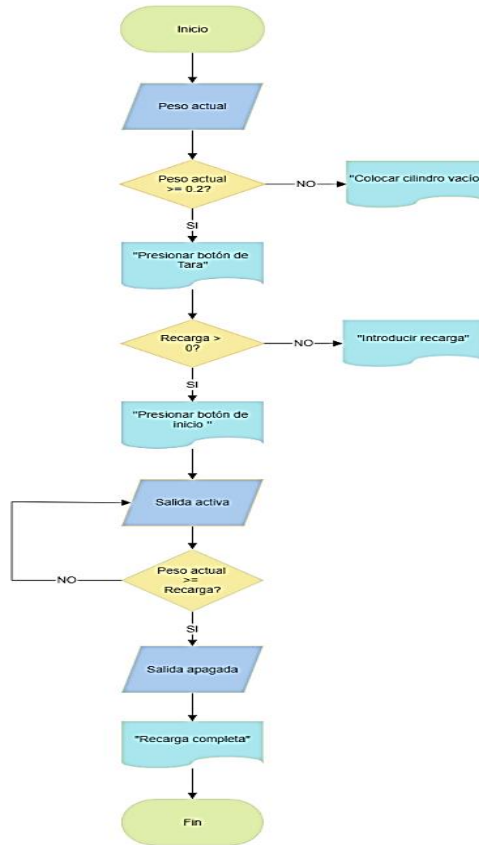 Inicio
Peso actual
Peso actual
>= 0.2?
NO
"Colocar cilindro vacío
SI
"Presionar botón de
Tara"
Recarga >
0?
NO
"Introducir recarga"
SI
"Presionar botón de
inicio "
Salida activa
Peso actual
>=
Recarga?
NO
SI
Salida apagada
"Recarga completa"
Fin